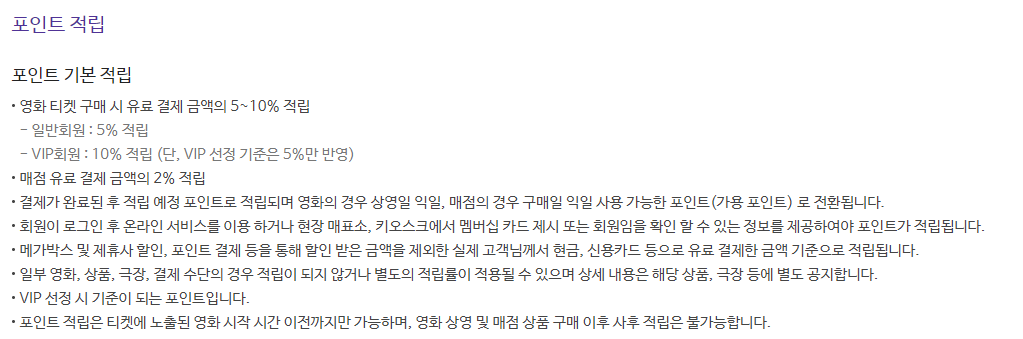 포인트 적립
포인트 기본 적립
• 영화 티켓 구매 시 유료 결제 금액의 5~10% 적립
- 일반회원 : 5% 적립
- VIP회원 : 10% 적립 (단, VIP 선정 기준은 5%만 반영)
• 매점 유료 결제 금액의 2% 적립
• 결제가 완료된 후 적립 예정 포인트로 적립되며 영화의 경우 상영일 익일, 매점의 경우 구매일 익일 사용 가능한 포인트(가용 포인트) 로 전환됩니다.
• 회원이 로그인 후 온라인 서비스를 이용 하거나 현장 매표소, 키오스크에서 멤버십 카드 제시 또는 회원임을 확인 할 수 있는 정보를 제공하여야 포인트가 적립됩니다.
• 메가박스 및 제휴사 할인, 포인트 결제 등을 통해 할인 받은 금액을 제외한 실제 고객님께서 현금, 신용카드 등으로 유료 결제한 금액 기준으로 적립됩니다.
• 일부 영화, 상품, 극장, 결제 수단의 경우 적립이 되지 않거나 별도의 적립률이 적용될 수 있으며 상세 내용은 해당 상품, 극장 등에 별도 공지합니다.
• VIP 선정 시 기준이 되는 포인트입니다.
• 포인트 적립은 티켓에 노출된 영화 시작 시간 이전까지만 가능하며, 영화 상영 및 매점 상품 구매 이후 사후 적립은 불가능합니다.